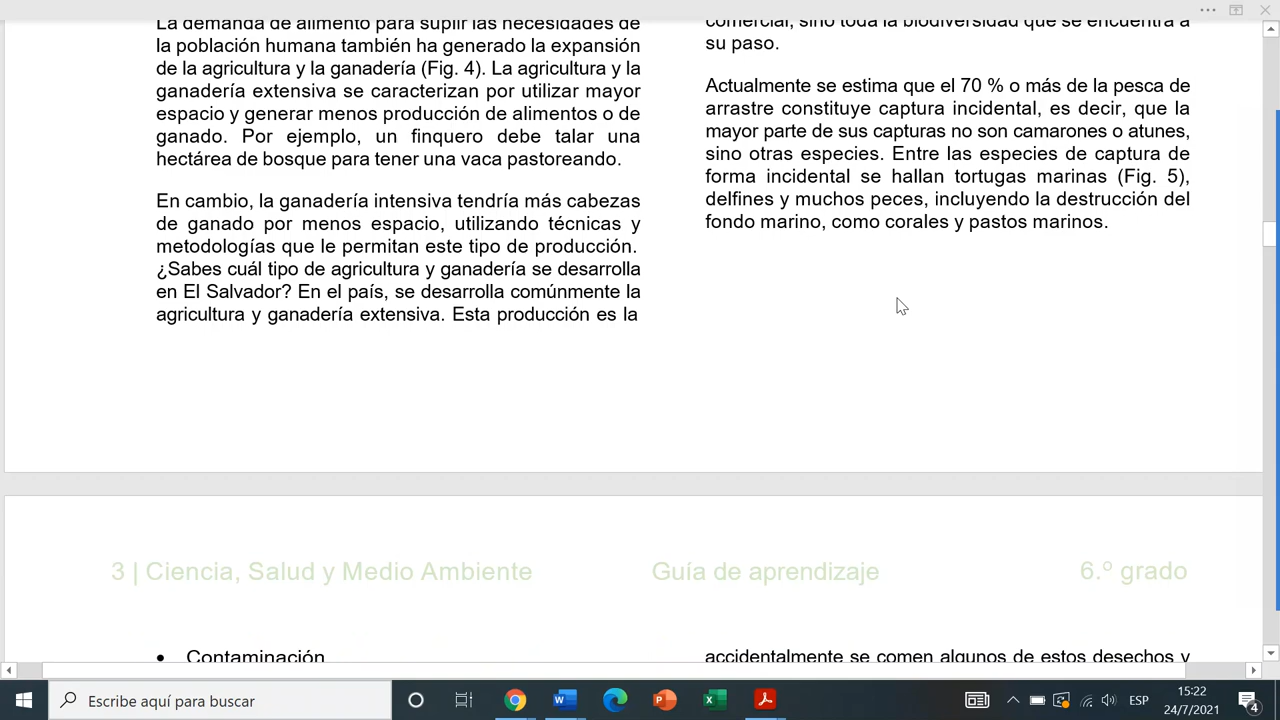 La demanda de alimento para suplir las necesidades de
la población humana también ha generado la expansión
de la agricultura y la ganadería (Fig. 4). La agricultura y la
ganadería extensiva se caracterizan por utilizar mayor
espacio y generar menos producción de alimentos o de
ganado. Por ejemplo, un finquero debe talar una
hectárea de bosque para tener una vaca pastoreando.
En cambio, la ganadería intensiva tendría más cabezas
de ganado por menos espacio, utilizando técnicas y
metodologías que le permitan este tipo de producción.
¿Sabes cuál tipo de agricultura y ganadería se desarrolla
en El Salvador? En el país, se desarrolla comúnmente la
agricultura y ganadería extensiva. Esta producción es la
comercial, sino toda la biodiversidad que se encuentra a
su paso.
Actualmente se estima que el 70 % o más de la pesca de
arrastre constituye captura incidental, es decir, que la
mayor parte de sus capturas no son camarones o atunes,
sino otras especies. Entre las especies de captura de
forma incidental se hallan tortugas marinas (Fig. 5),
delfines y muchos peces, incluyendo la destrucción del
fondo marino, como corales y pastos marinos.
3 | Ciencia, Salud y Medio Ambiente
Guía de aprendizaje
6.º grado
• Contaminación
accidentalmente se comen algunos de estos desechos y
Escribe aquí para buscar
ESP
15:22
24/7/2021
4